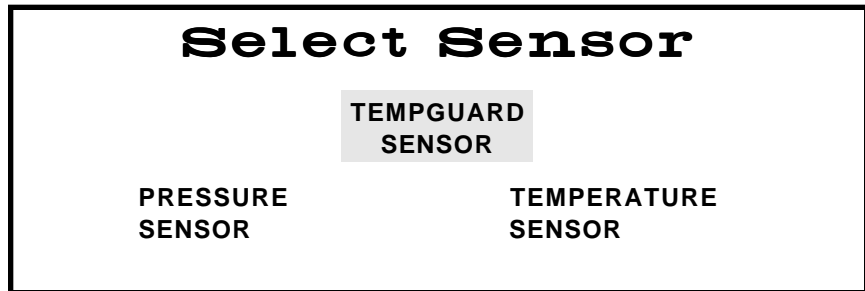 Select Sensor
TEMPGUARD
SENSOR
PRESSURE
SENSOR
TEMPERATURE
SENSOR